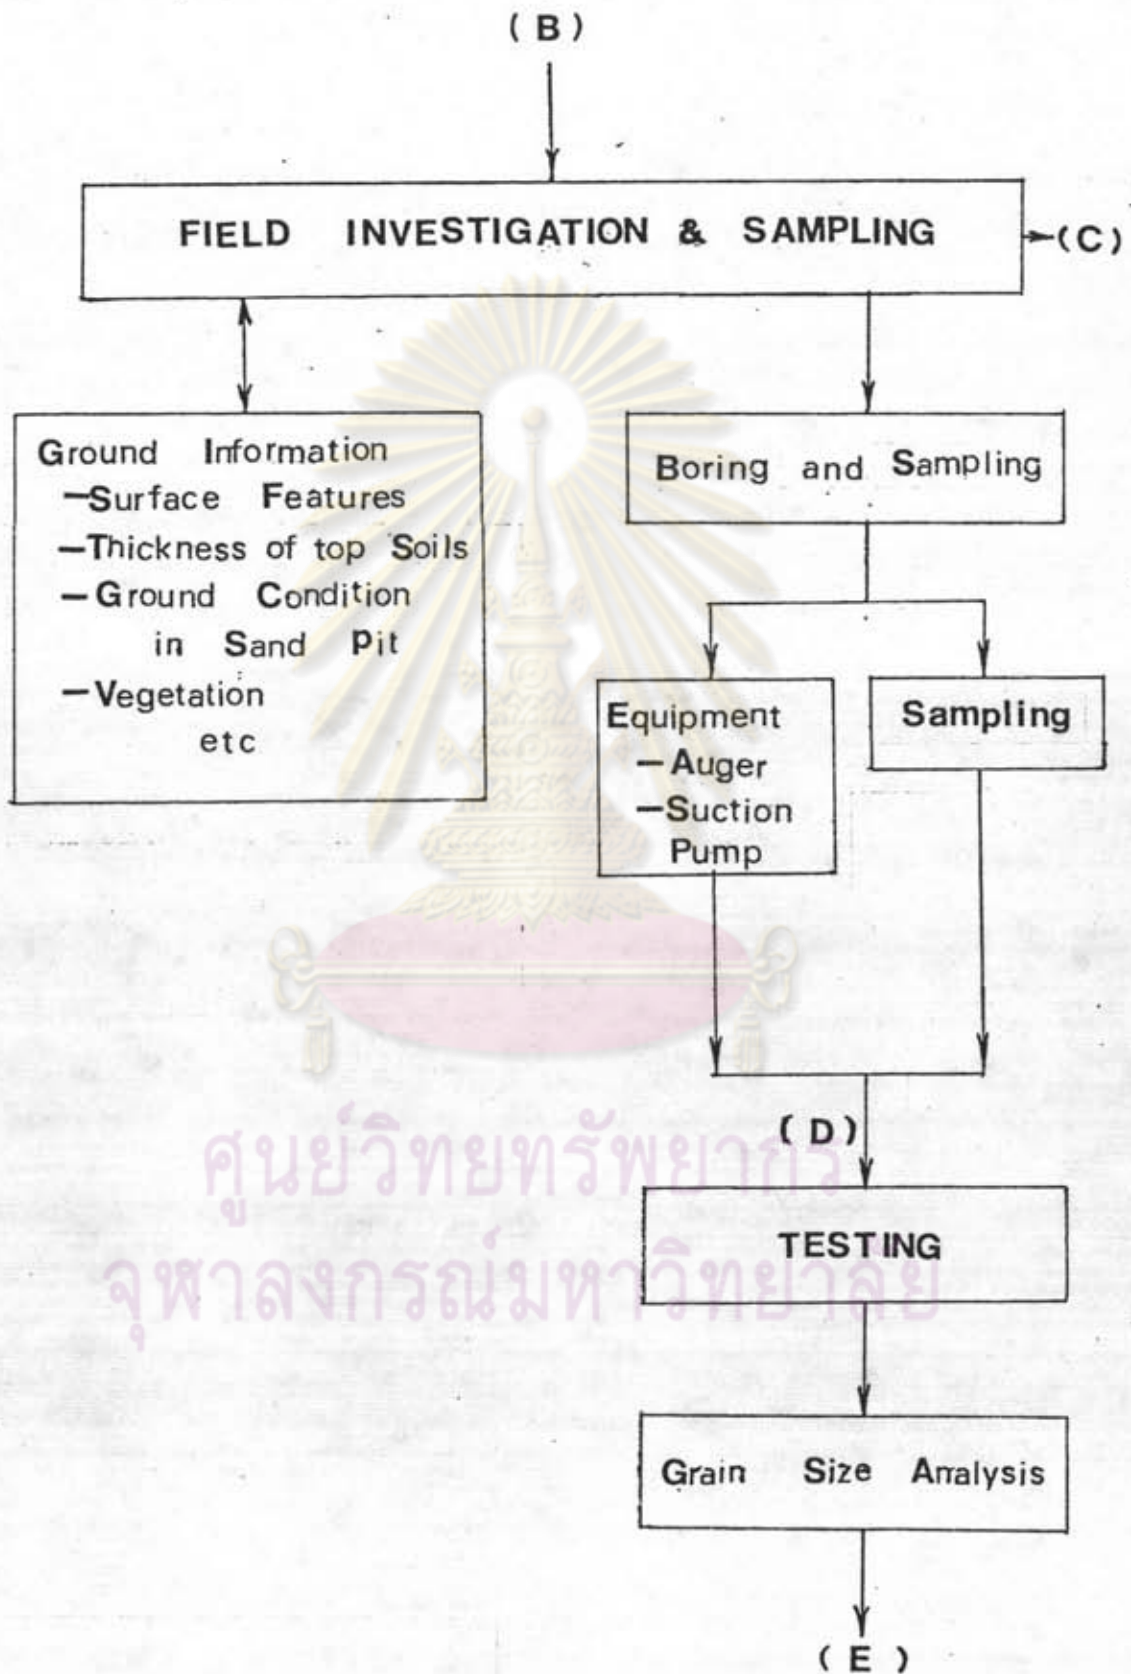 ( B )
FIELD INVESTIGATION & SAMPLING
(C)
Ground Information
-Surface Features
-Thickness of top Soils
-Ground Condition
in Sand Pit
-Vegetation
etc
Boring and Sampling
Equipment
-Auger
-Suction
Pump
Sampling
( D )
TESTING
Grain Size Analysis
( E )
ศูนย์วิทยทรัพยากร
จุฬาลงกรณ์มหาวิทยาลัย